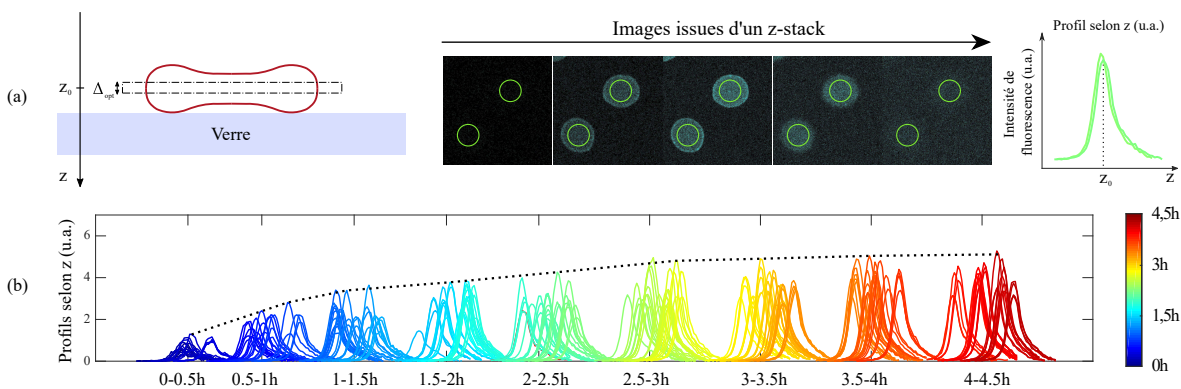 (a)
z₀
Δopt
Verre
z
Images issues d'un z-stack
Profil selon z (u.a.)
Intensité de
fluorescence (u.a.)
z₀
z
(b)
Profils selon z (u.a.)
6
4
2
0
0-0.5h
0.5-1h
1-1.5h
1.5-2h
2-2.5h
2.5-3h
3-3.5h
3.5-4h
4-4.5h
4,5h
3h
1,5h
0h